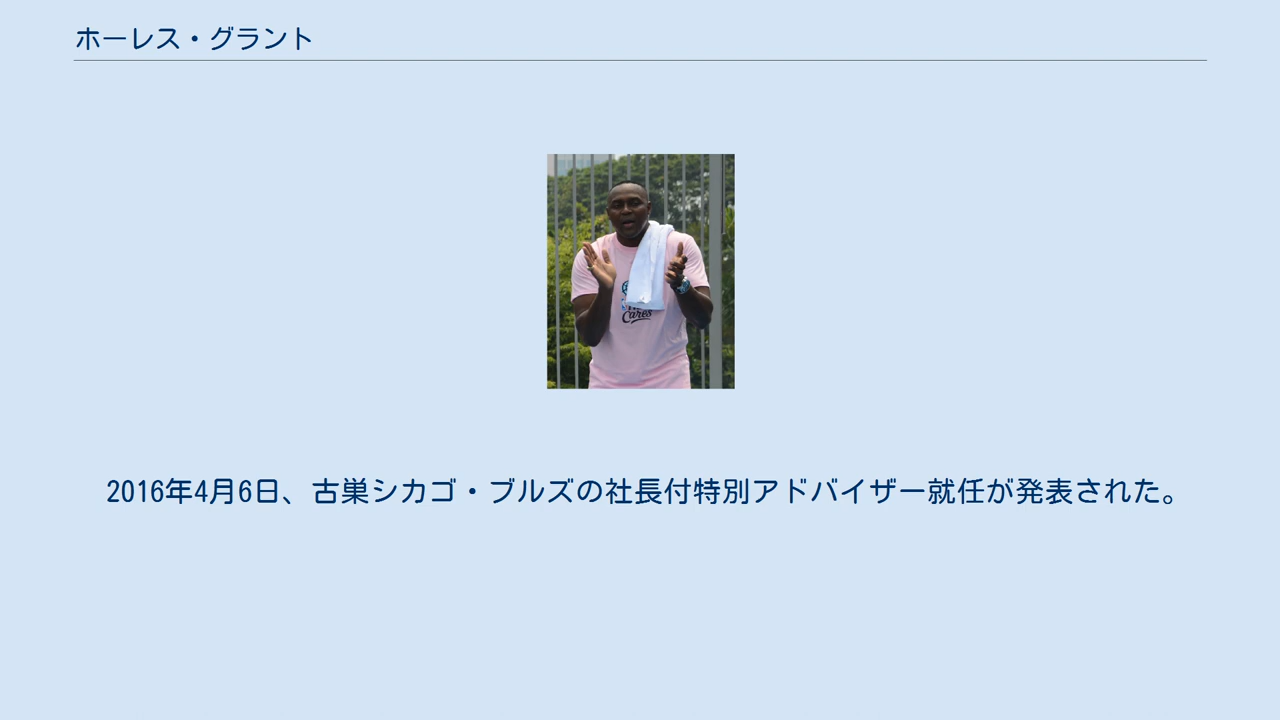 ホーレス・グラント
Cares
2016年4月6日、古巣シカゴ・ブルズの社長付特別アドバイザー就任が発表された。